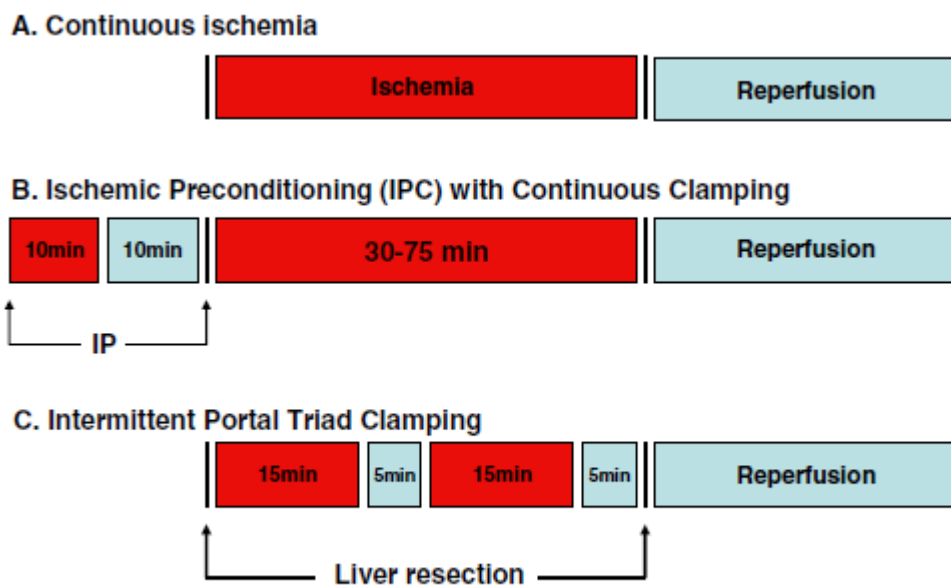 A. Continuous ischemia
Ischemia Reperfusion
B. Ischemic Preconditioning (IPC) with Continuous Clamping
10min 10min 30-75 min Reperfusion
IP
C. Intermittent Portal Triad Clamping
15min 5min 15min 5min Reperfusion
Liver resection